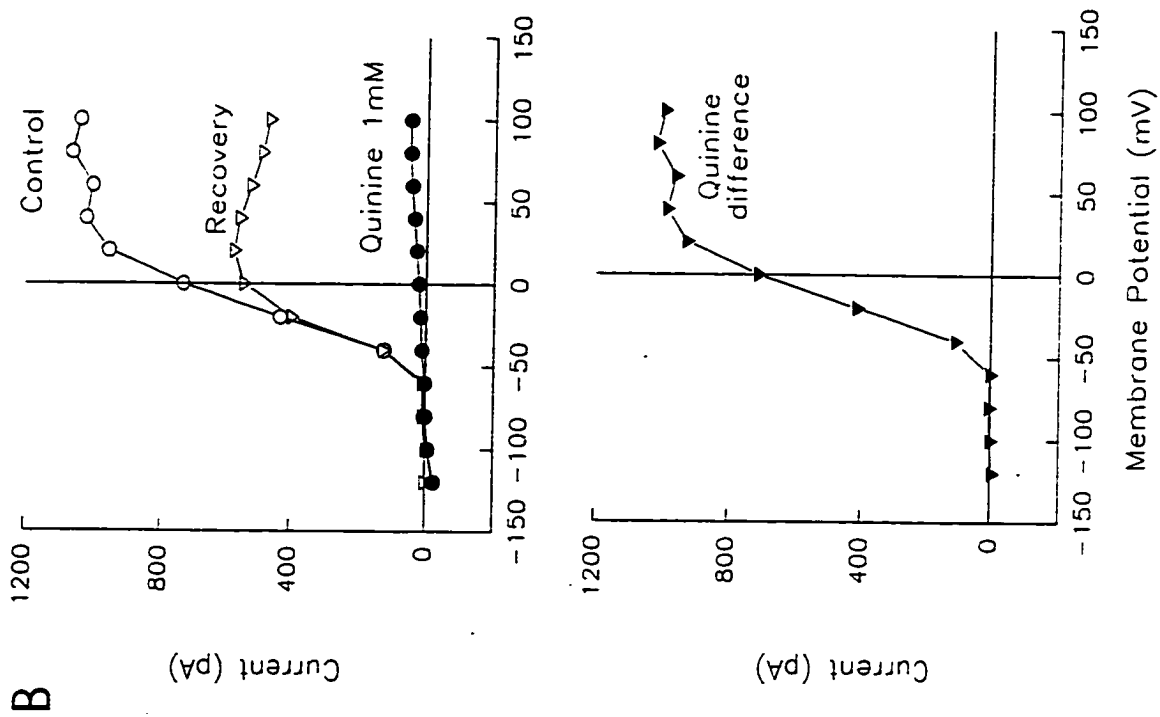 B
Current (pA)
1200
800
400
0
Control
Recovery
Quinine 1mM
-150
-100
-50
0
50
100
150
Current (pA)
1200
800
400
0
Quinine
difference
-150
-100
-50
0
50
100
150
Membrane Potential (mV)